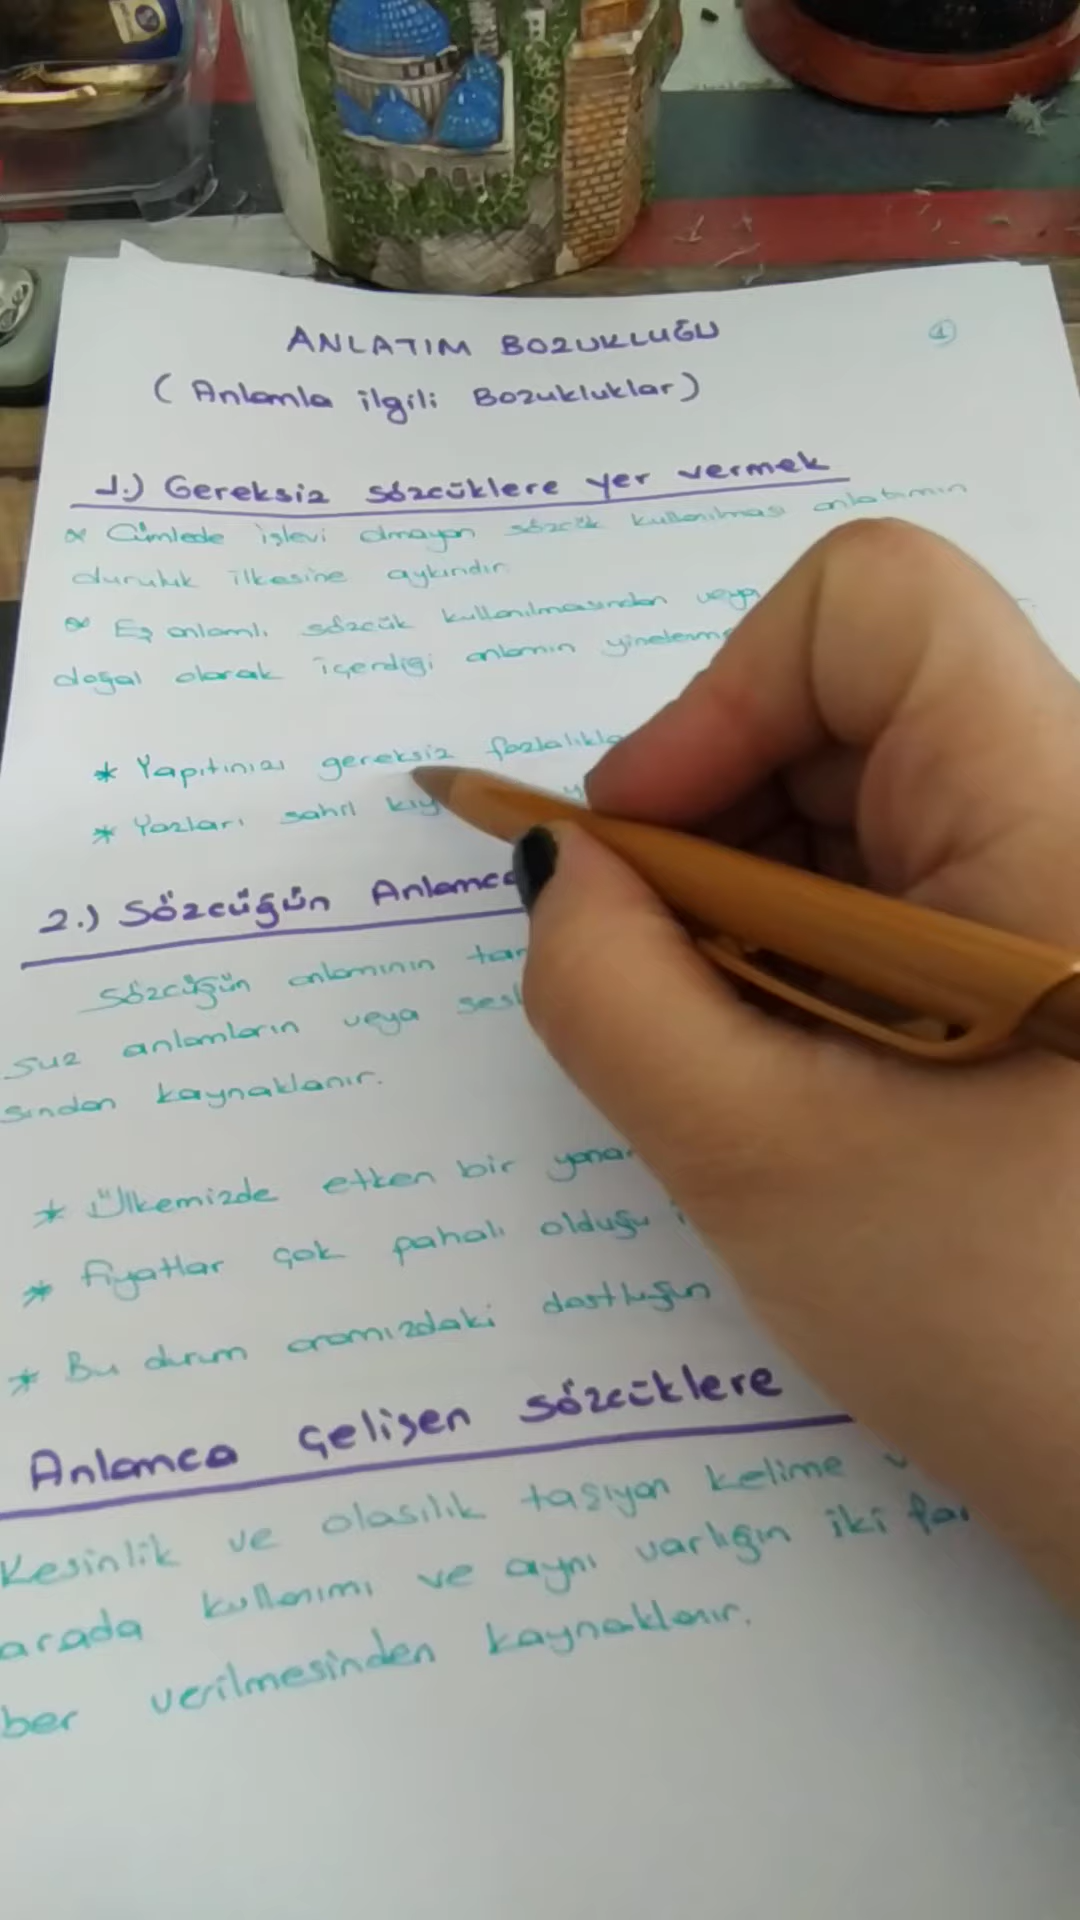 ANLATIM BOZUKLUĞU
①
(Anlamla ilgili Bozukluklar)
1.) Gereksiz sözcüklere yer vermek
Cümlede işlevi olmayan sözcük kullanılması anlatımın
duruluk ilkesine aykırıdır.
Eş anlamlı sözcük kullanılmasından veya
doğal olarak içerdiği anlamın
* Yapıtınızı gereksiz
* Yazları sahil
2.) Sözcüğün
Sözcüğün anlamının
suz anlamların veya
sından kaynaklanır.
* Ülkemizde etken bir
* fiyatlar çok pahalı olduğu
* Bu durum aramızdaki dostluğun
Anlamca Çelişen sözcüklere
Kesinlik ve olasılık taşıyan kelime
arada kullanımı ve aynı varlığın iki
ber verilmesinden kaynaklanır.